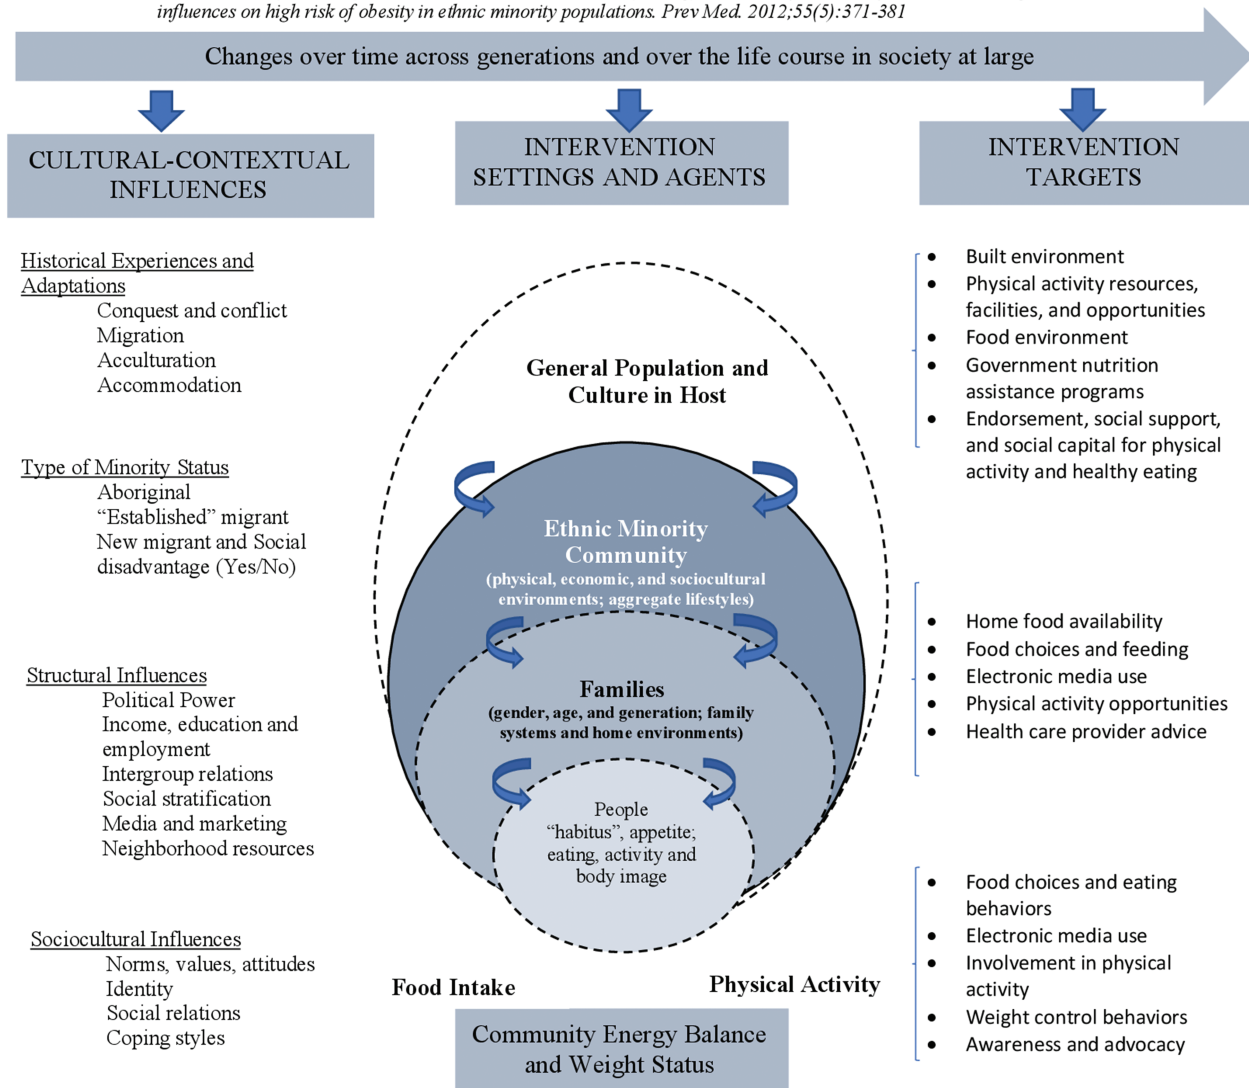 influences on high risk of obesity in ethnic minority populations. Prev Med. 2012;55(5):371-381
Changes over time across generations and over the life course in society at large
CULTURAL-CONTEXTUAL
INFLUENCES
Historical Experiences and
Adaptations
Conquest and conflict
Migration
Acculturation
Accommodation
Type of Minority Status
Aboriginal
“Established” migrant
New migrant and Social
disadvantage (Yes/No)
Structural Influences
Political Power
Income, education and
employment
Intergroup relations
Social stratification
Media and marketing
Neighborhood resources
Sociocultural Influences
Norms, values, attitudes
Identity
Social relations
Coping styles
INTERVENTION
SETTINGS AND AGENTS
General Population and
Culture in Host
Ethnic Minority
Community
(physical, economic, and sociocultural
environments; aggregate lifestyles)
Families
(gender, age, and generation; family
systems and home environments)
People
“habitus”, appetite;
eating, activity and
body image
Food Intake
Physical Activity
Community Energy Balance
and Weight Status
INTERVENTION
TARGETS
• Built environment
• Physical activity resources,
facilities, and opportunities
• Food environment
• Government nutrition
assistance programs
• Endorsement, social support,
and social capital for physical
activity and healthy eating
• Home food availability
• Food choices and feeding
• Electronic media use
• Physical activity opportunities
• Health care provider advice
• Food choices and eating
behaviors
• Electronic media use
• Involvement in physical
activity
• Weight control behaviors
• Awareness and advocacy